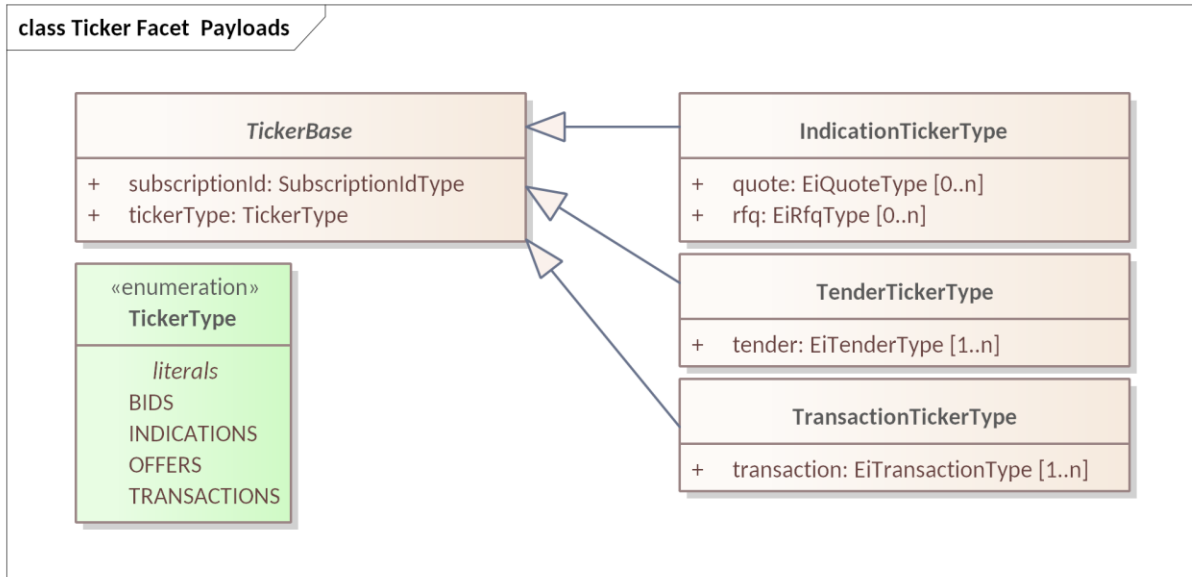 class Ticker Facet Payloads
TickerBase
+ subscriptionId: SubscriptionIdType
+ tickerType: TickerType
«enumeration»
TickerType
literals
BIDS
INDICATIONS
OFFERS
TRANSACTIONS
IndicationTickerType
+ quote: EiQuoteType [0..n]
+ rfq: EiRfqType [0..n]
TenderTickerType
+ tender: EiTenderType [1..n]
TransactionTickerType
+ transaction: EiTransactionType [1..n]